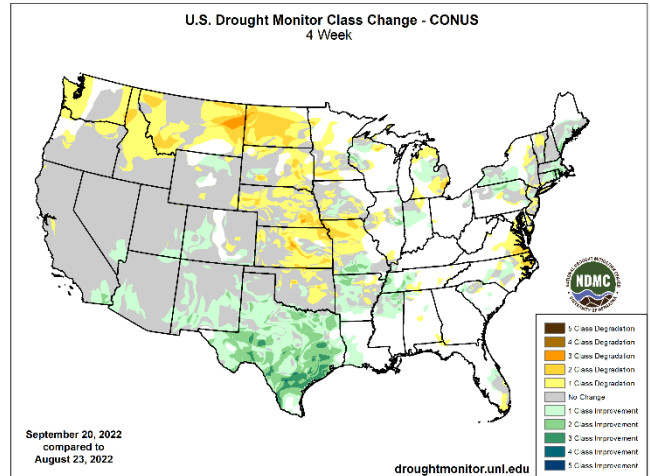 U.S. Drought Monitor Class Change - CONUS
4 Week
NDMC
5 Class Degradation
4 Class Degradation
3 Class Degradation
2 Class Degradation
1 Class Degradation
No Change
1 Class Improvement
2 Class Improvement
3 Class Improvement
4 Class Improvement
5 Class Improvement
September 20, 2022
compared to
August 23, 2022
droughtmonitor.unl.edu